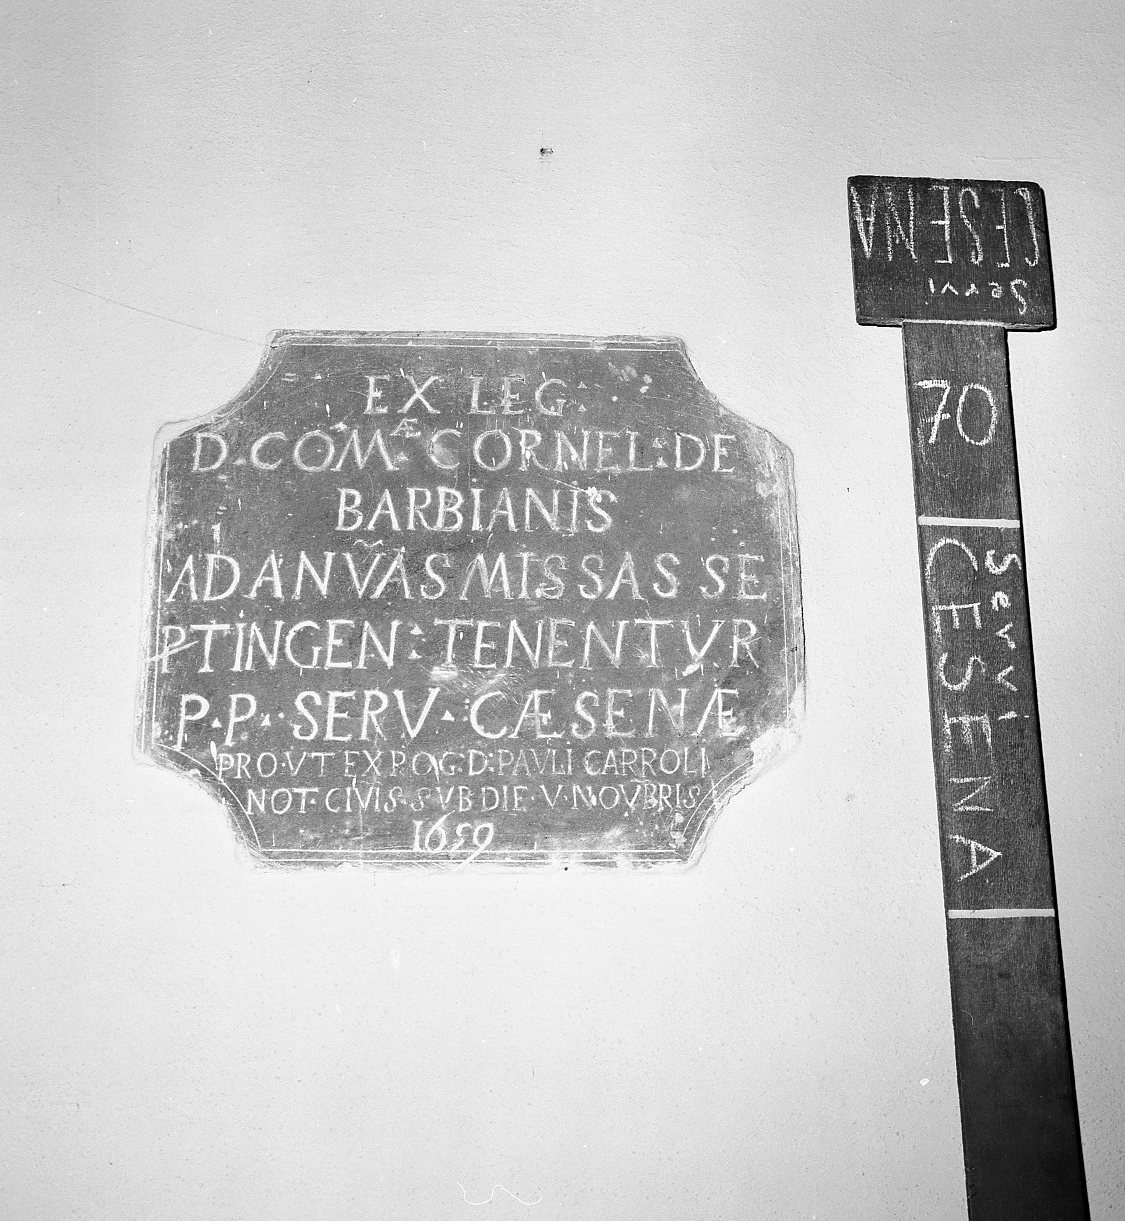 EX LEG·
D·COMÆ·CORNEL·DE
BARBIANIS
AD ANVAS MISSAS SE
PTINGEN·TENENTVR
P·P·SERV·CÆSENÆ
PRO·VT EX ROG·D·PAVLI CARROLI
NOT·CIVIS·SVB·DIE·V·NOVBRIS
1659
CESENA
Servi
70
Servi
CESENA